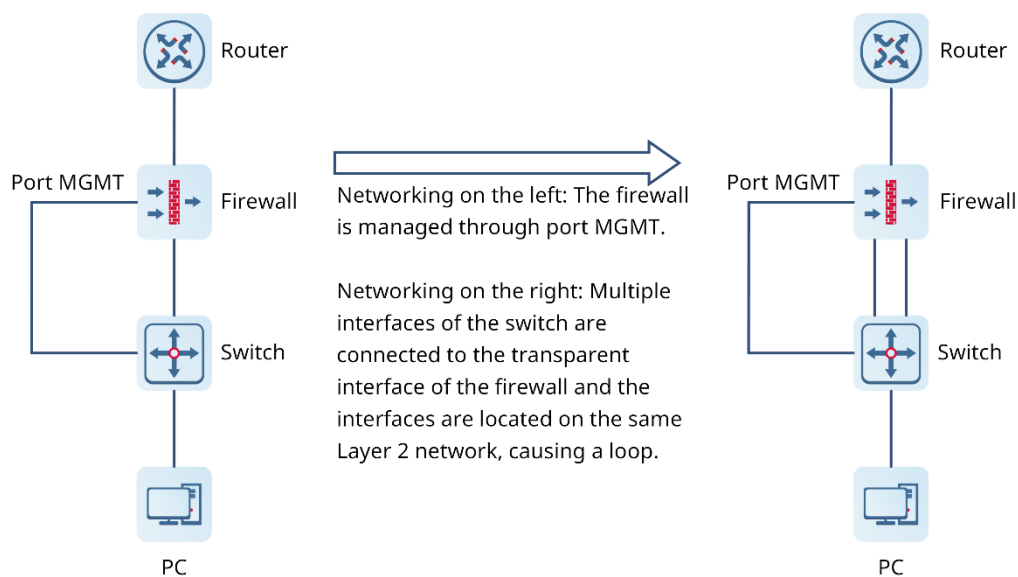 Router
Router
Port MGMT
Firewall
Networking on the left: The firewall
is managed through port MGMT.
Port MGMT
Firewall
Networking on the right: Multiple
interfaces of the switch are
connected to the transparent
interface of the firewall and the
interfaces are located on the same
Layer 2 network, causing a loop.
Switch
Switch
PC
PC